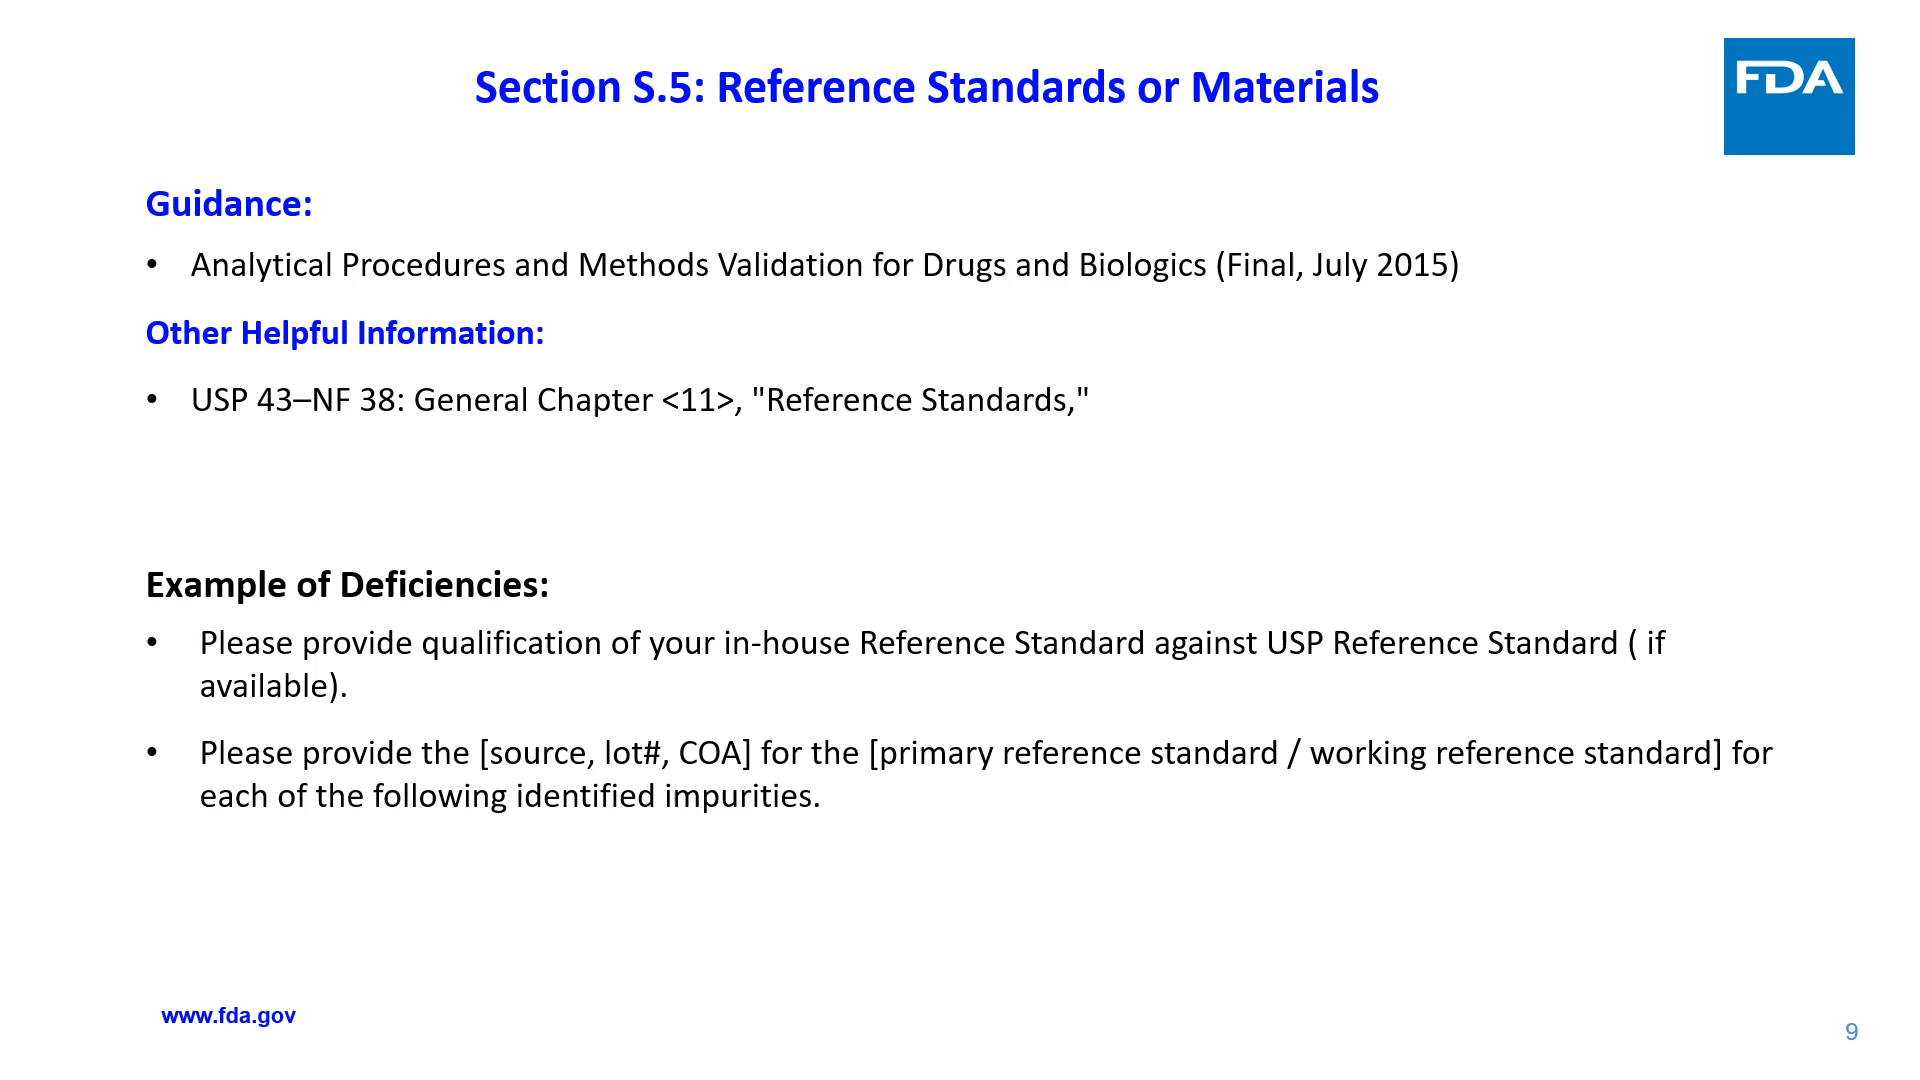 Section S.5: Reference Standards or Materials
FDA
Guidance:
• Analytical Procedures and Methods Validation for Drugs and Biologics (Final, July 2015)
Other Helpful Information:
• USP 43–NF 38: General Chapter <11>, "Reference Standards,"
Example of Deficiencies:
• Please provide qualification of your in-house Reference Standard against USP Reference Standard ( if
available).
• Please provide the [source, lot#, COA] for the [primary reference standard / working reference standard] for
each of the following identified impurities.
www.fda.gov
9